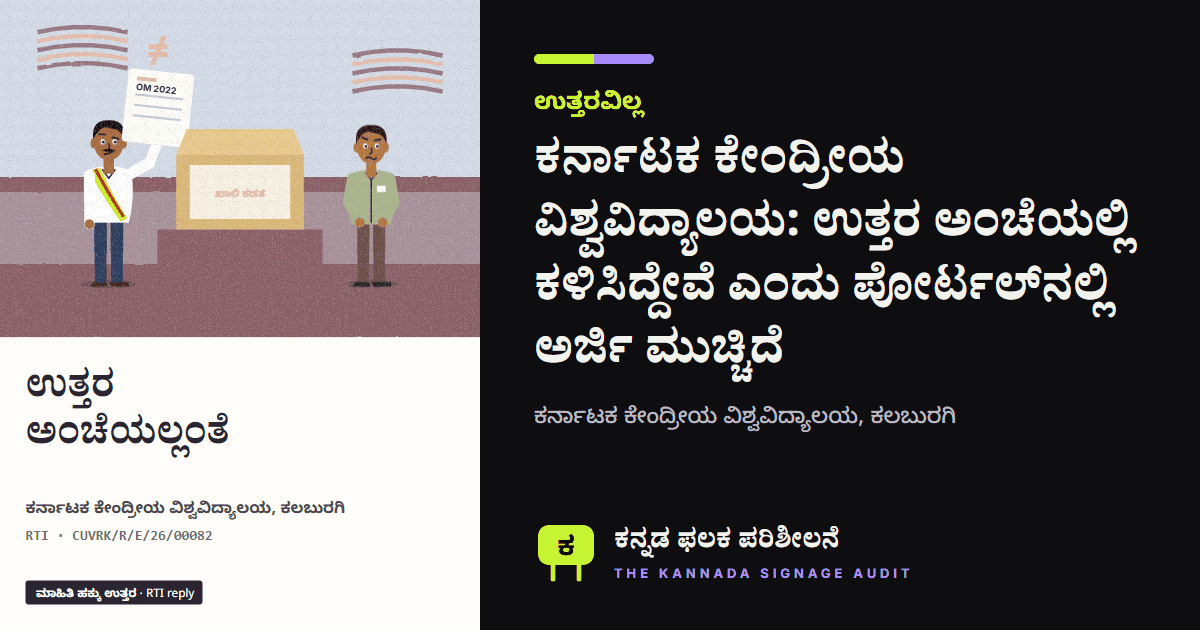 ≠
OM 2022
ಖಾಲಿ ಕಡತ
ಉತ್ತರ
ಅಂಚೆಯಲ್ಲಂತೆ
ಕರ್ನಾಟಕ ಕೇಂದ್ರೀಯ ವಿಶ್ವವಿದ್ಯಾಲಯ, ಕಲಬುರಗಿ
RTI · CUVRK/R/E/26/00082
ಮಾಹಿತಿ ಹಕ್ಕು ಉತ್ತರ · RTI reply
ಉತ್ತರವಿಲ್ಲ
ಕರ್ನಾಟಕ ಕೇಂದ್ರೀಯ
ವಿಶ್ವವಿದ್ಯಾಲಯ: ಉತ್ತರ ಅಂಚೆಯಲ್ಲಿ
ಕಳಿಸಿದ್ದೇವೆ ಎಂದು ಪೋರ್ಟಲ್‌ನಲ್ಲಿ
ಅರ್ಜಿ ಮುಚ್ಚಿದೆ
ಕರ್ನಾಟಕ ಕೇಂದ್ರೀಯ ವಿಶ್ವವಿದ್ಯಾಲಯ, ಕಲಬುರಗಿ
ಕ
ಕನ್ನಡ ಫಲಕ ಪರಿಶೀಲನೆ
THE KANNADA SIGNAGE AUDIT